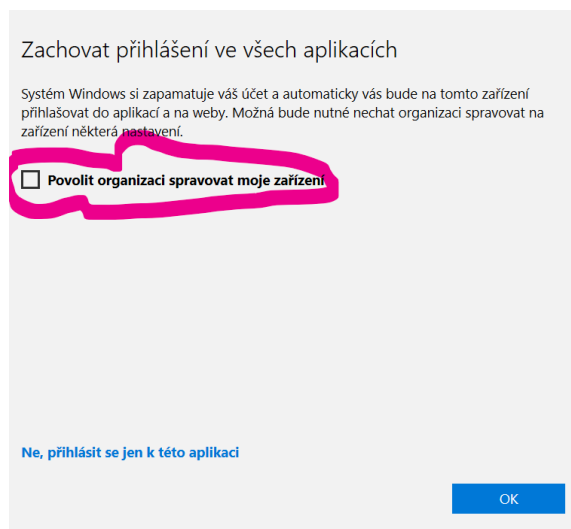 Zachovat přihlášení ve všech aplikacích
Systém Windows si zapamatuje váš účet a automaticky vás bude na tomto zařízení
přihlašovat do aplikací a na weby. Možná bude nutné nechat organizaci spravovat na
zařízení některá nastavení.
Povolit organizaci spravovat moje zařízení
Ne, přihlásit se jen k této aplikaci
OK